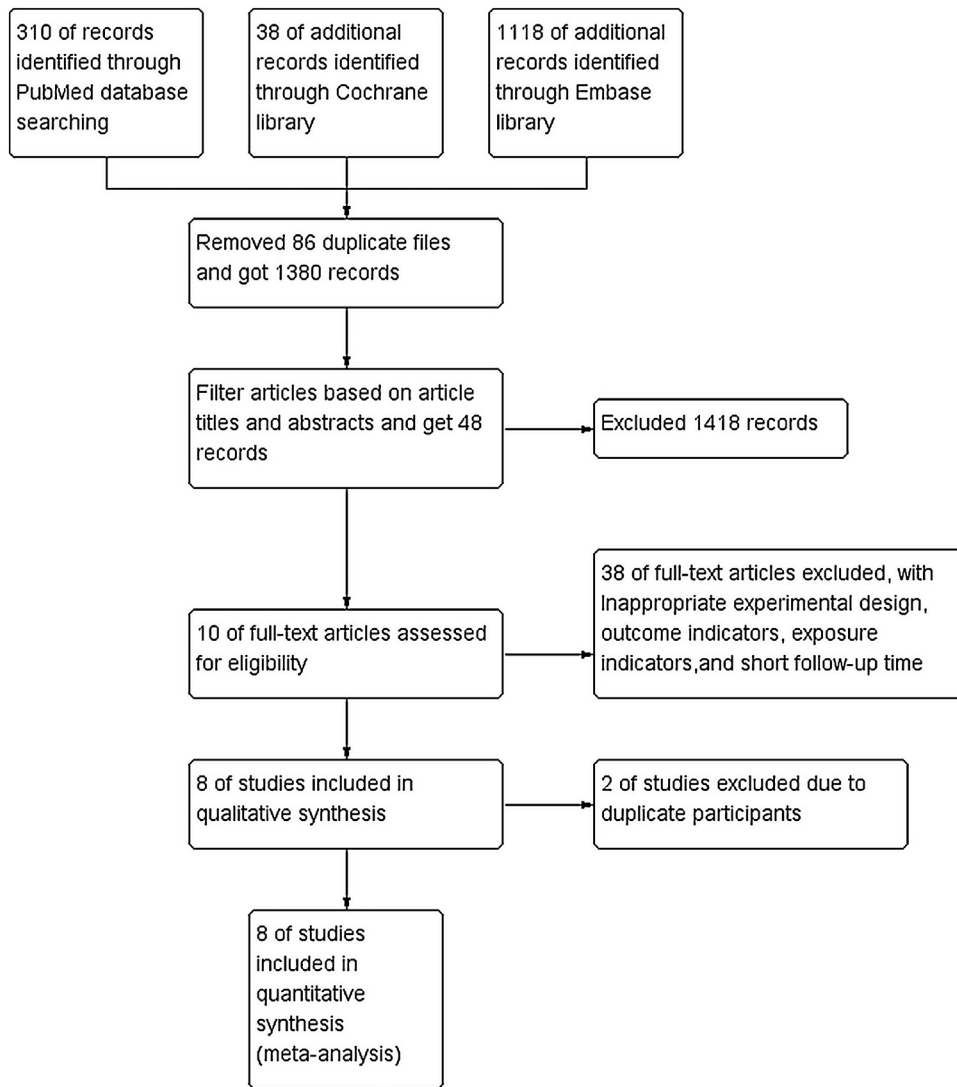 310 of records
identified through
PubMed database
searching
38 of additional
records identified
through Cochrane
library
1118 of additional
records identified
through Embase
library
Removed 86 duplicate files
and got 1380 records
Filter articles based on article
titles and abstracts and get 48
records
Excluded 1418 records
38 of full-text articles excluded, with
Inappropriate experimental design,
outcome indicators, exposure
indicators,and short follow-up time
10 of full-text articles assessed
for eligibility
8 of studies included in
qualitative synthesis
2 of studies excluded due to
duplicate participants
8 of studies
included in
quantitative
synthesis
(meta-analysis)